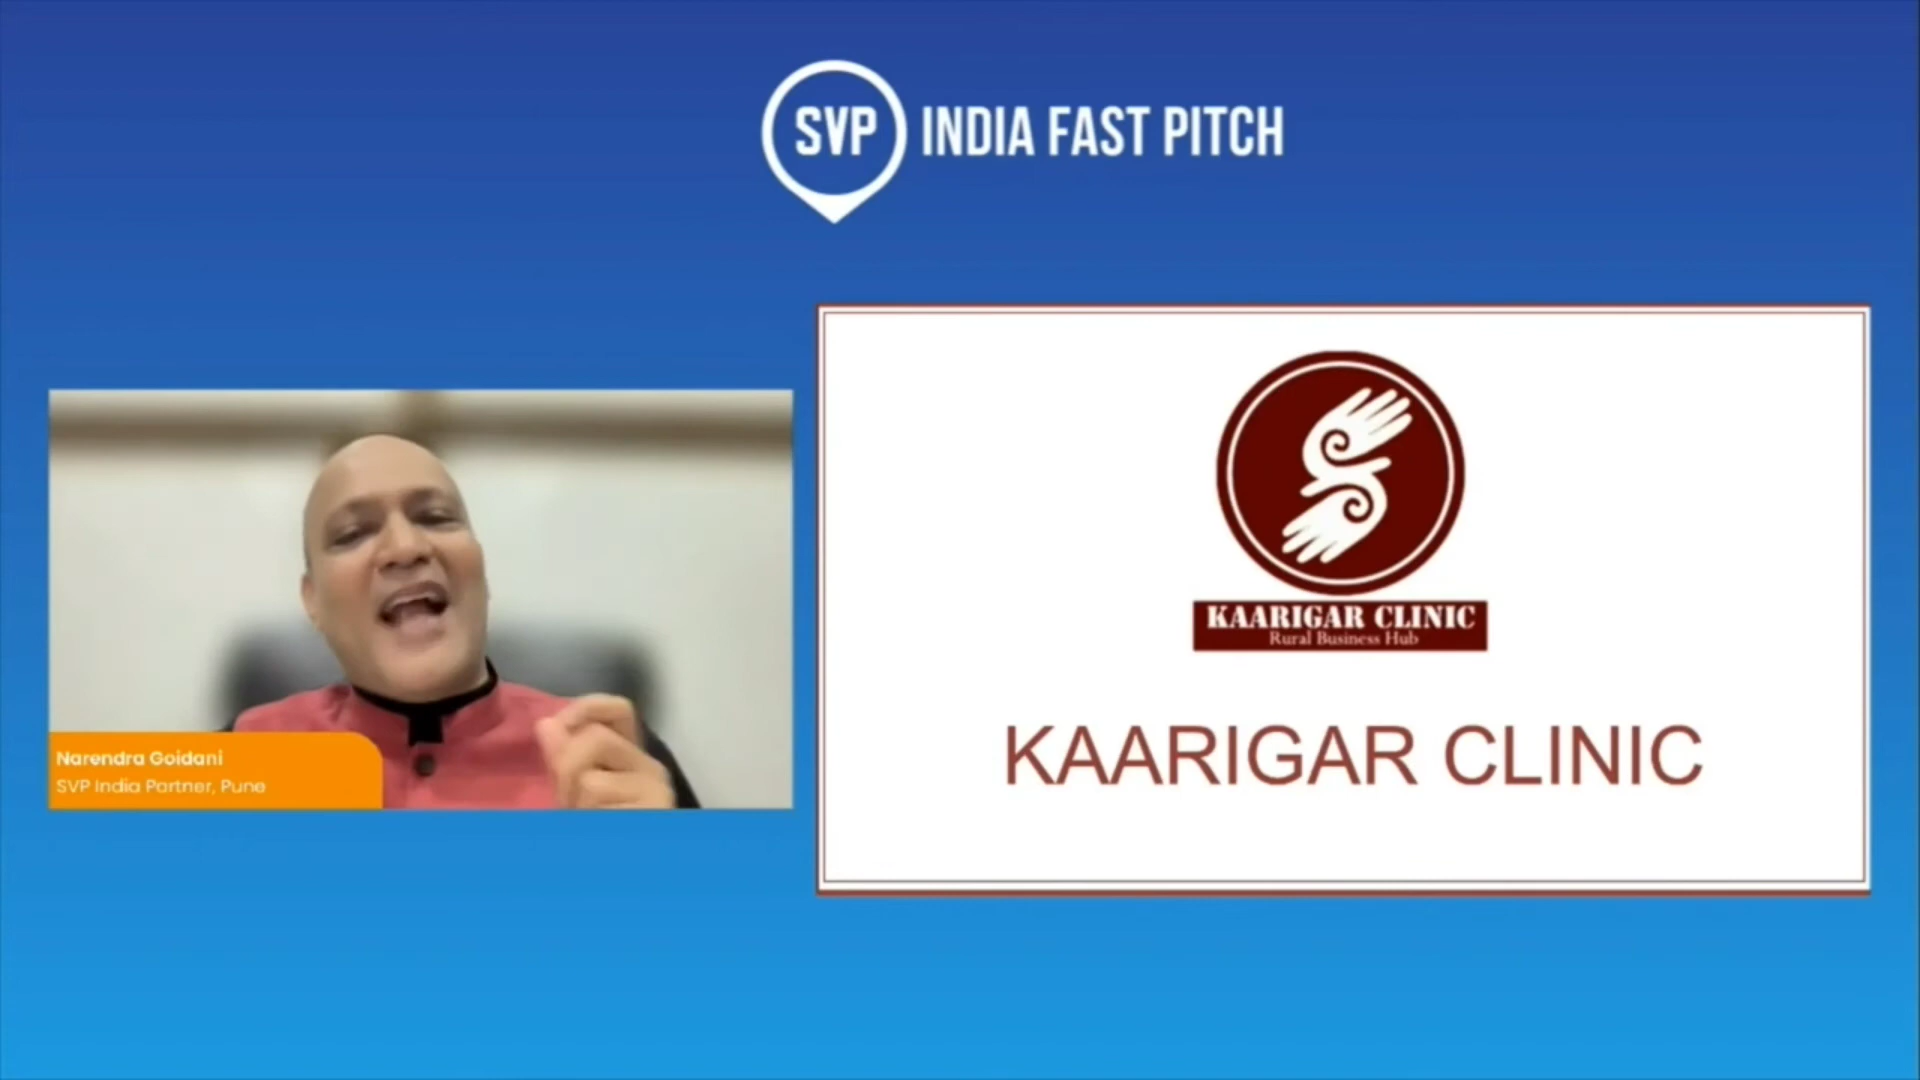 SVP INDIA FAST PITCH
KAARIGAR CLINIC
Rural Business Hub
KAARIGAR CLINIC
Narendra Goidani
SVP India Partner, Pune